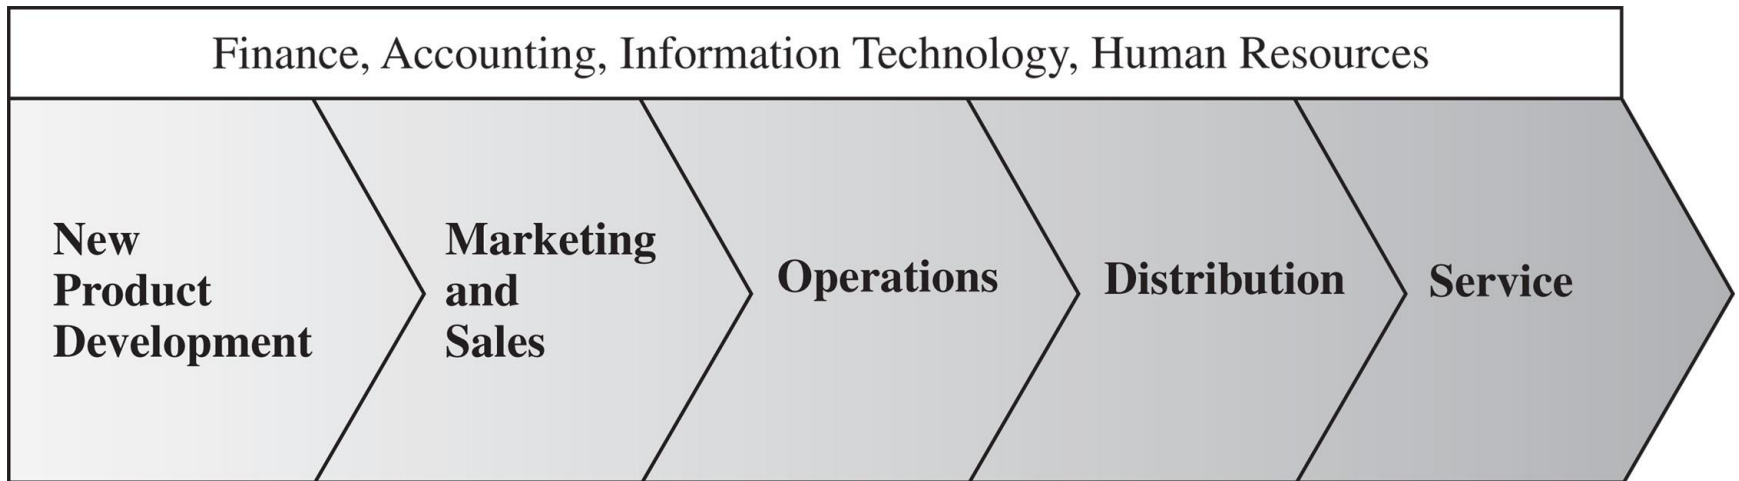 Finance, Accounting, Information Technology, Human Resources
New
Product
Development
Marketing
and
Sales
Operations
Distribution
Service